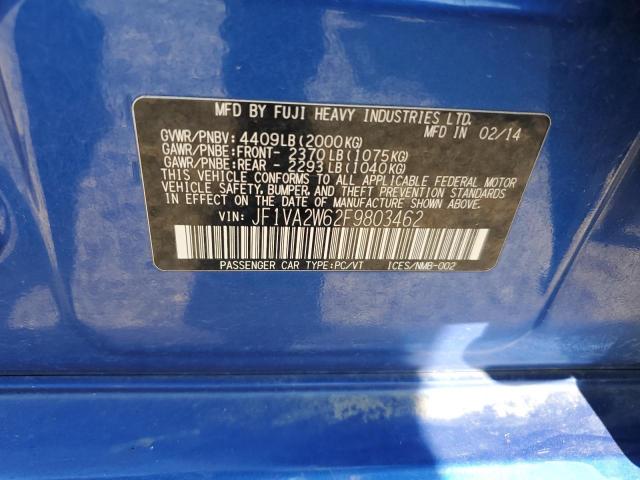 MFD BY FUJI HEAVY INDUSTRIES LTD.
MFD IN 02/14
GVWR/PNBV: 4409LB(2000KG)
GAWR/PNBE:FRONT- 2370LB(1075KG)
GAWR/PNBE:REAR - 2293LB(1040KG)
THIS VEHICLE CONFORMS TO ALL APPLICABLE FEDERAL MOTOR
VEHICLE SAFETY, BUMPER, AND THEFT PREVENTION STANDARDS
IN EFFECT ON THE DATE OF MANUFACTURE SHOWN ABOVE.
VIN: JF1VA2W62F9803462
PASSENGER CAR TYPE:PC/VT ICES/NMB-002